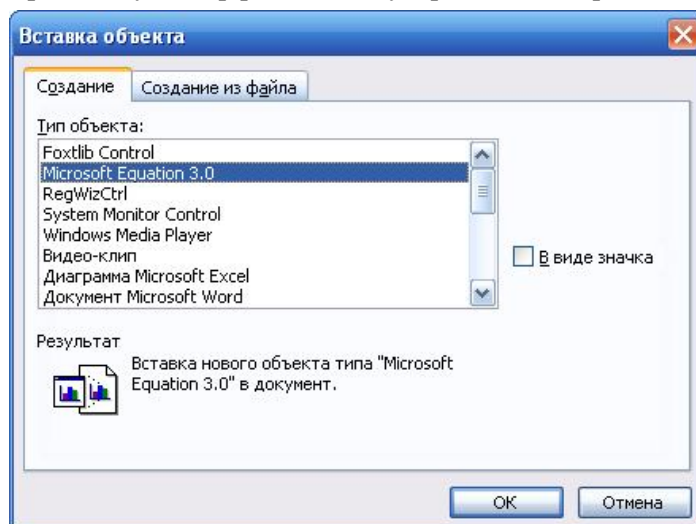 Вставка объекта
Создание
Создание из файла
Тип объекта:
Foxtlib Control
Microsoft Equation 3.0
RegWizCtrl
System Monitor Control
Windows Media Player
Видео-клип
Диаграмма Microsoft Excel
Документ Microsoft Word
В виде значка
Результат
Вставка нового объекта типа "Microsoft
Equation 3.0" в документ.
ОК
Отмена